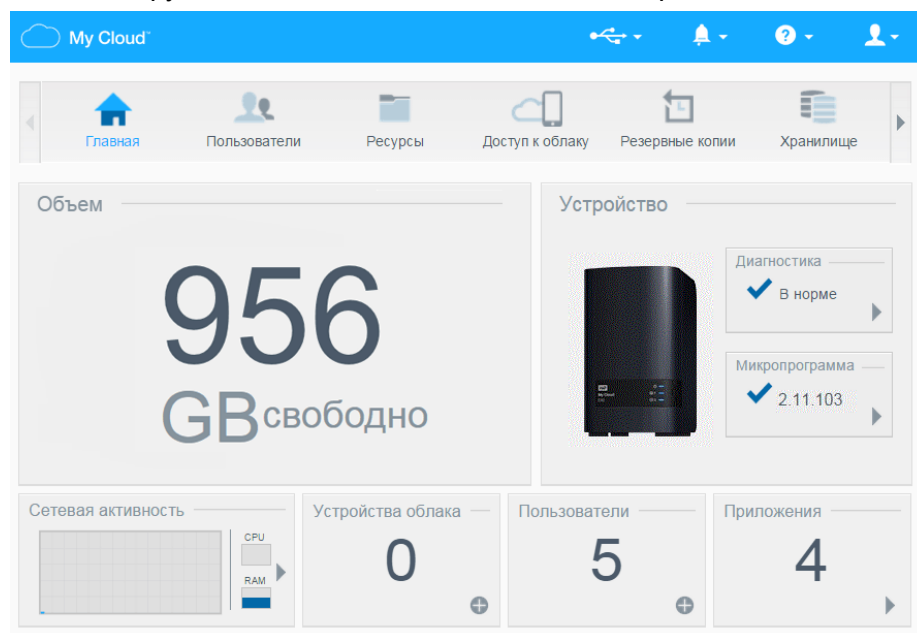 My Cloud™
Главная
Пользователи
Ресурсы
Доступ к облаку
Резервные копии
Хранилище
Объем
956
GB свободно
Устройство
Диагностика
В норме
Микропрограмма
2.11.103
Сетевая активность
CPU
RAM
Устройства облака
0
Пользователи
5
Приложения
4